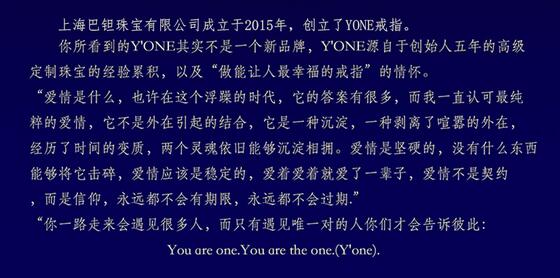 上海巴钽珠宝有限公司成立于2015年，创立了YONE戒指。
你所看到的Y'ONE其实不是一个新品牌，Y'ONE源自于创始人五年的高级
定制珠宝的经验累积，以及“做能让人最幸福的戒指”的情怀。
“爱情是什么，也许在这个浮躁的时代，它的答案有很多，而我一直认可最纯
粹的爱情，它不是外在引起的结合，它是一种沉淀，一种剥离了喧嚣的外在，
经历了时间的变质，两个灵魂依旧能够沉淀相拥。爱情是坚硬的，没有什么东西
能够将它击碎，爱情应该是稳定的，爱着爱着就爱了一辈子，爱情不是契约
，而是信仰，永远都不会有期限，永远都不会过期。”
“你一路走来会遇见很多人，而只有遇见唯一对的人你们才会告诉彼此：
You are one.You are the one.(Y'one).